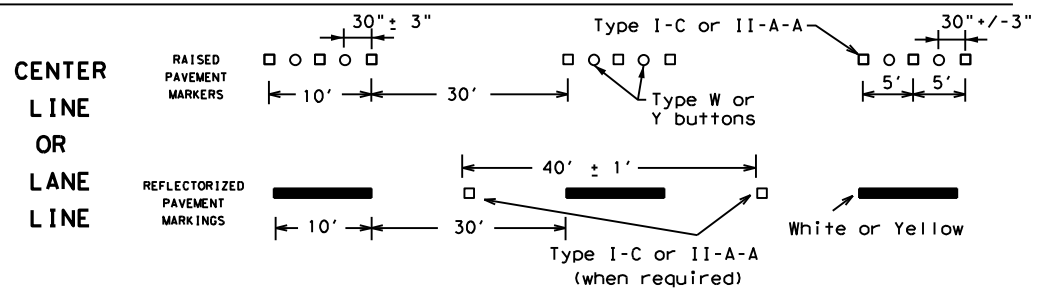 CENTER
LINE
OR
LANE
LINE
RAISED
PAVEMENT
MARKERS
30"± 3"
10'
30'
Type I-C or II-A-A
Type W or
Y buttons
30"+/-3"
5'
5'
REFLECTORIZED
PAVEMENT
MARKINGS
10'
30'
40' ± 1'
Type I-C or II-A-A
(when required)
White or Yellow